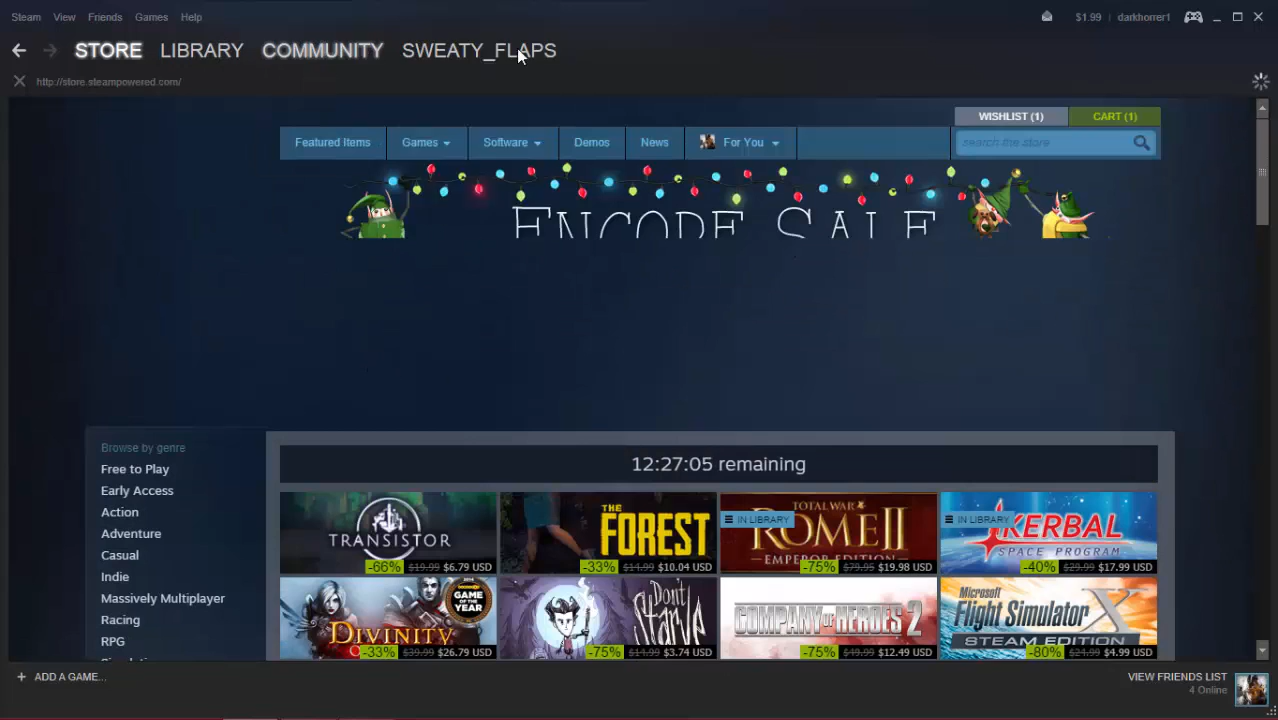 Steam View Friends Games Help $1.99 darkhorrer1
STORE LIBRARY COMMUNITY SWEATY_FLAPS
http://store.steampowered.com/
WISHLIST (1) CART (1)
Featured Items Games Software Demos News For You search the store
ENCODE SALE
Browse by genre
Free to Play
Early Access
Action
Adventure
Casual
Indie
Massively Multiplayer
Racing
RPG
12:27:05 remaining
TRANSISTOR
-66% $19.99 $6.79 USD
THE
FOREST
-33% $14.99 $10.04 USD
TOTAL WAR
IN LIBRARY
ROME II
EMPEROR EDITION
-75% $79.95 $19.98 USD
IN LIBRARY
KERBAL
SPACE PROGRAM
-40% $29.99 $17.99 USD
GAME OF THE YEAR
DIVINITY
-33% $39.99 $26.79 USD
Don't
Starve
-75% $14.99 $3.74 USD
COMPANY OF HEROES 2
-75% $49.99 $12.49 USD
Microsoft
Flight Simulator X
STEAM EDITION
-80% $24.99 $4.99 USD
+ ADD A GAME...
VIEW FRIENDS LIST
4 Online